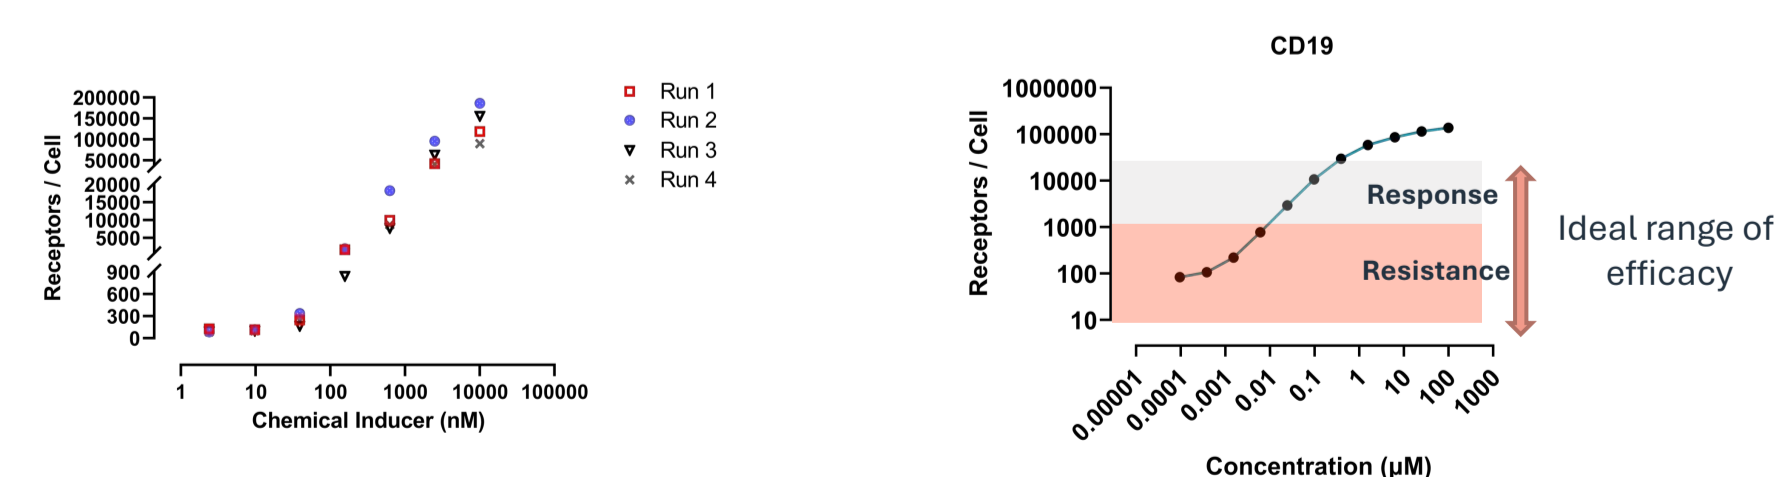 200000
150000
100000
50000
20000
15000
10000
5000
900
600
300
0
Receptors / Cell
1 10 100 1000 10000 100000
Chemical Inducer (nM)
Run 1
Run 2
Run 3
Run 4
CD19
1000000
100000
10000
1000
100
10
Receptors / Cell
Response
Resistance
Ideal range of
efficacy
0.00001 0.0001 0.001 0.01 0.1 1 10 100 1000
Concentration (µM)